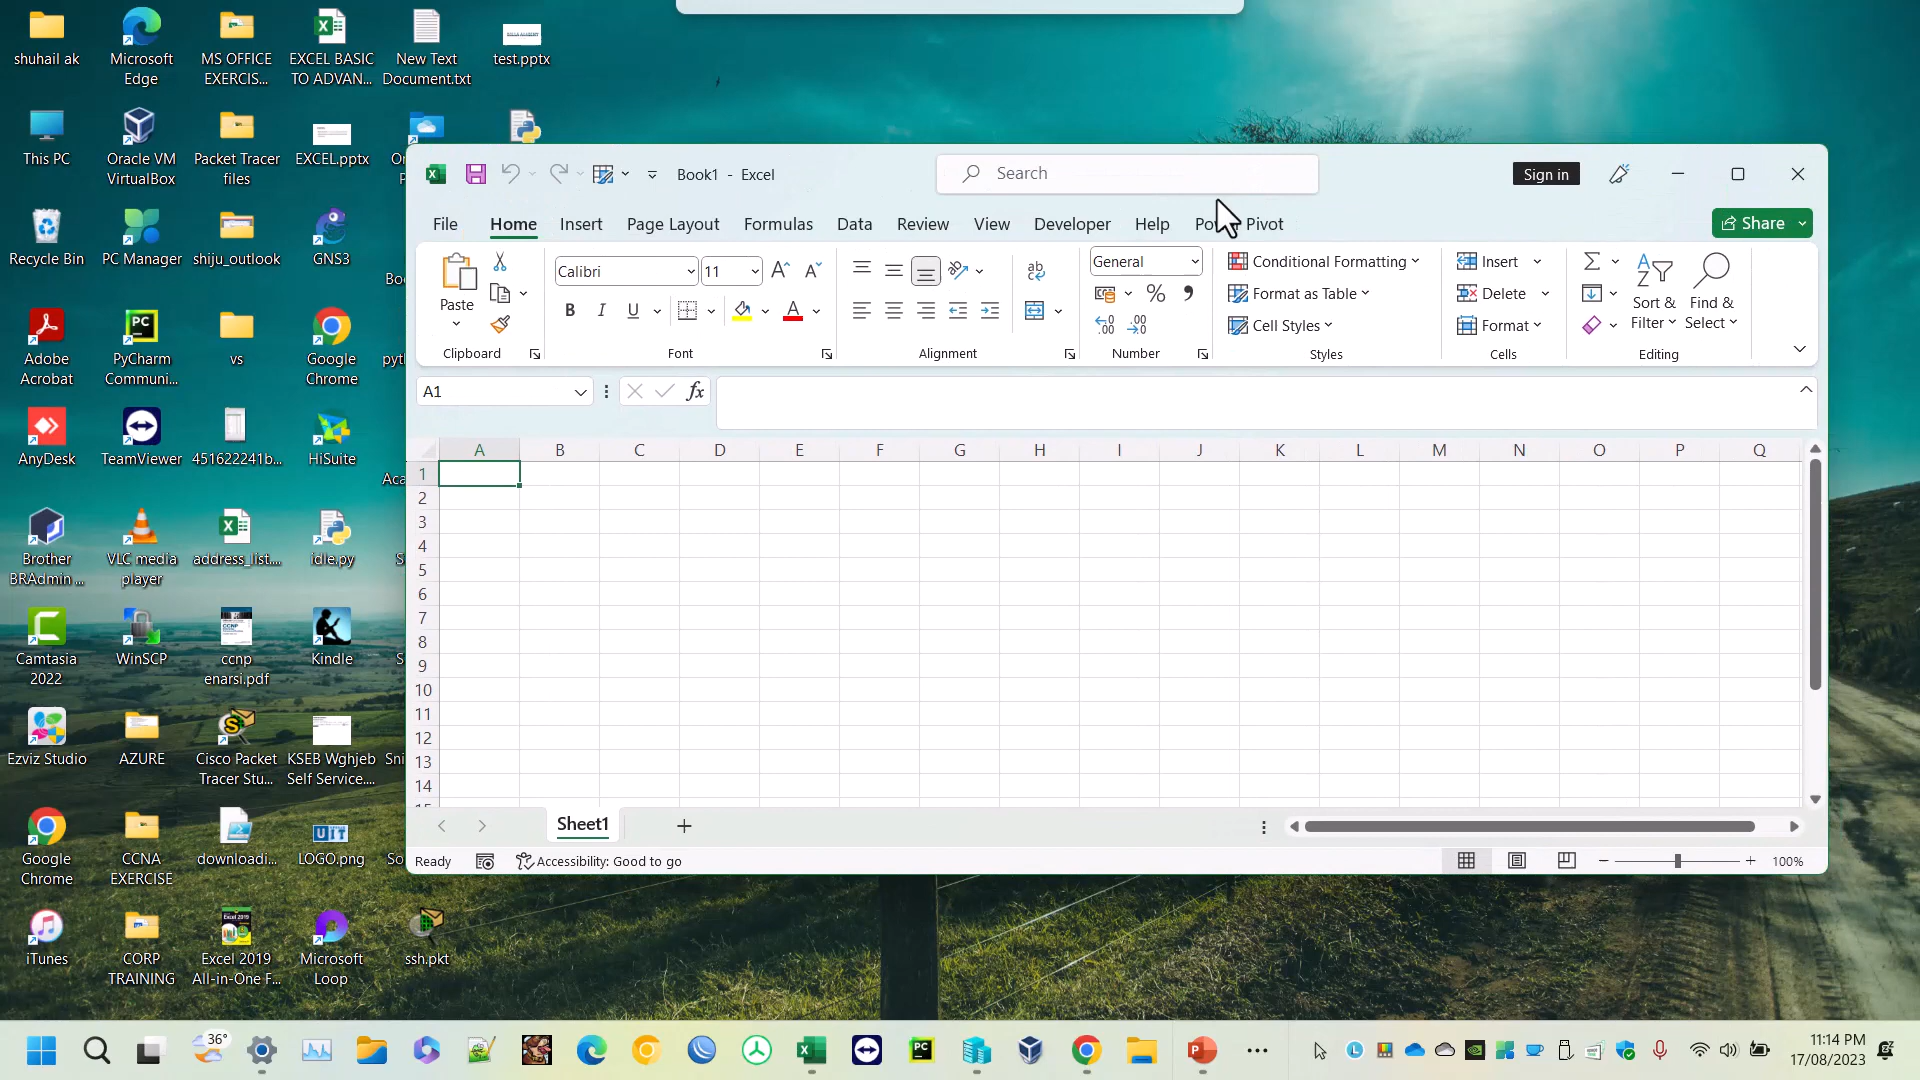 shuhail ak
Microsoft
Edge
MS OFFICE
EXERCIS...
EXCEL BASIC
TO ADVAN...
New Text
Document.txt
test.pptx
This PC
Oracle VM
VirtualBox
Packet Tracer
files
EXCEL.pptx
Recycle Bin
PC Manager
shiju_outlook
GNS3
Adobe
Acrobat
PyCharm
Communi...
vs
Google
Chrome
AnyDesk
TeamViewer
451622241b...
HiSuite
Brother
BRAdmin ...
VLC media
player
address_list...
idle.py
Camtasia
2022
WinSCP
ccnp
enarsi.pdf
Kindle
Ezviz Studio
AZURE
Cisco Packet
Tracer Stu...
KSEB Wghjeb
Self Service....
Google
Chrome
CCNA
EXERCISE
downloadi...
LOGO.png
iTunes
CORP
TRAINING
Excel 2019
All-in-One F...
Microsoft
Loop
ssh.pkt
Book1 - Excel
Search
Sign in
File Home Insert Page Layout Formulas Data Review View Developer Help Pivot
Share
Paste
Calibri 11
General
Conditional Formatting
Format as Table
Cell Styles
Insert
Delete
Format
Sort &
Filter
Find &
Select
Clipboard Font Alignment Number Styles Cells Editing
A1
fx
A B C D E F G H I J K L M N O P Q
1
2
3
4
5
6
7
8
9
10
11
12
13
14
Sheet1
Ready
Accessibility: Good to go
100%
36°
11:14 PM
17/08/2023